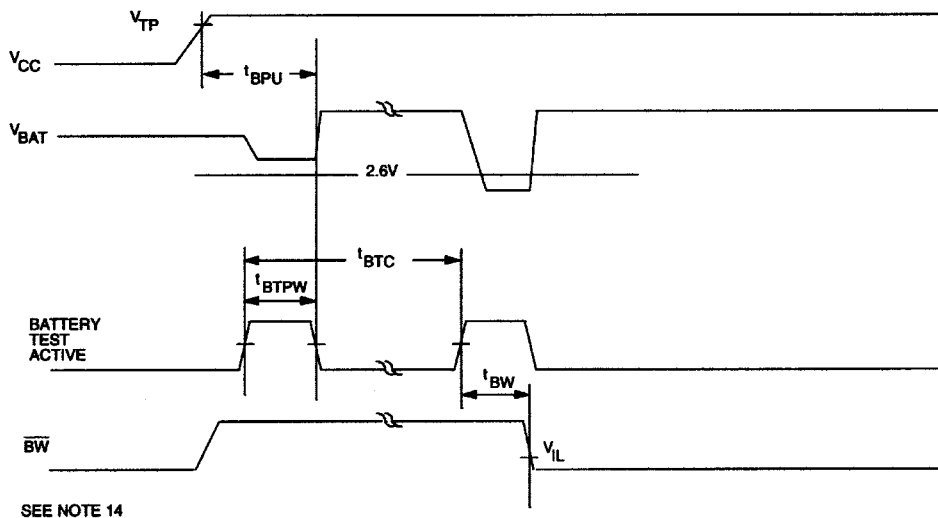 V_TP
V_CC
t_BPU
V_BAT
2.6V
t_BTC
t_BTPW
BATTERY
TEST
ACTIVE
t_BW
BW
V_IL
SEE NOTE 14